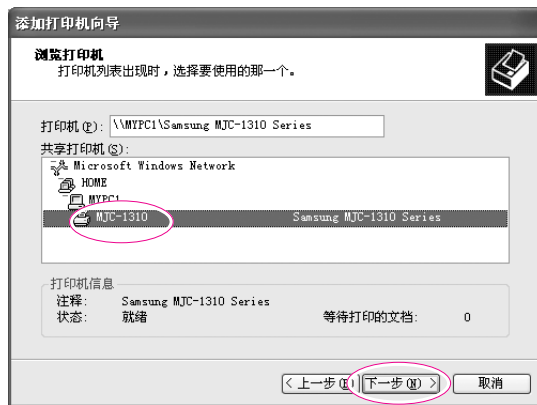 添加打印机向导
浏览打印机
打印机列表出现时，选择要使用的那一个。
打印机(P): \\MYPC1\Samsung MJC-1310 Series
共享打印机(S):
Microsoft Windows Network
HOME
MYPC1
MJC-1310 Samsung MJC-1310 Series
打印机信息
注释: Samsung MJC-1310 Series
状态: 就绪 等待打印的文档: 0
< 上一步(B) 下一步(N) > 取消